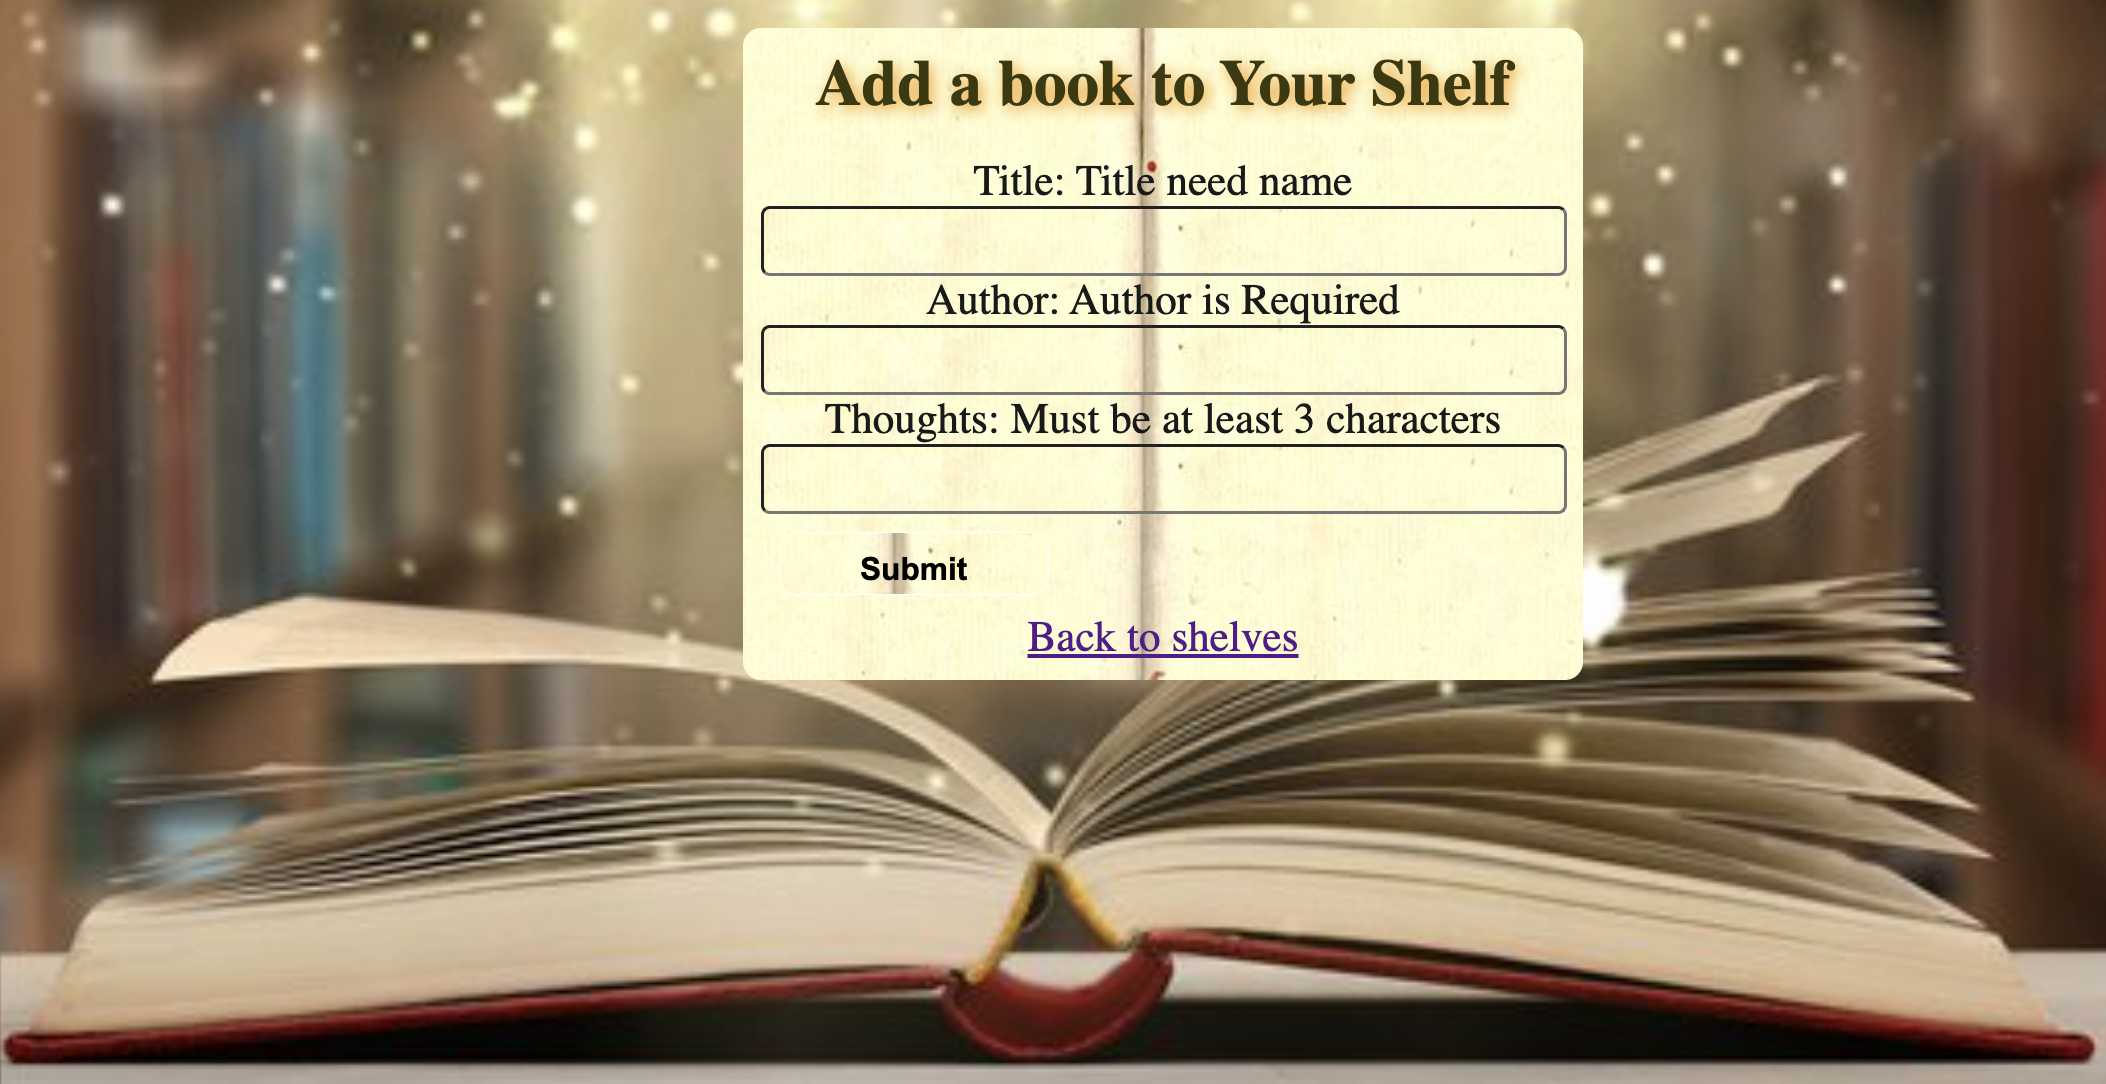 Add a book to Your Shelf
Title: Title need name
Author: Author is Required
Thoughts: Must be at least 3 characters
Submit
Back to shelves